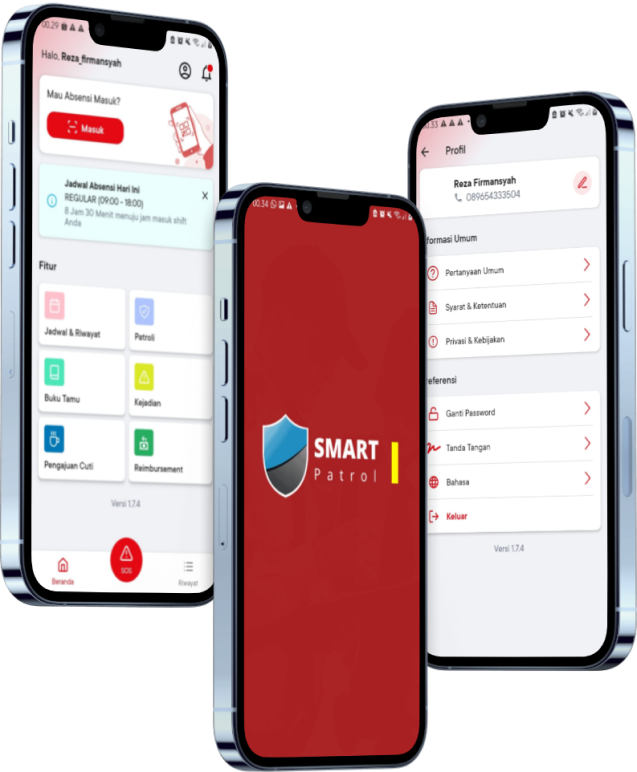 00.29
Halo, Reza_firmansyah
Mau Absensi Masuk?
Masuk
Jadwal Absensi Hari Ini
REGULAR (09:00 - 18:00)
8 Jam 30 Menit menuju jam masuk shift
Anda
Fitur
Jadwal & Riwayat
Patroli
Buku Tamu
Kejadian
Pengajuan Cuti
Reimbursement
Versi 1.7.4
SOS
Beranda
Riwayat
00.34
SMART
Patrol
Profil
Reza Firmansyah
089654333504
formasi Umum
Pertanyaan Umum
Syarat & Ketentuan
Privasi & Kebijakan
eferensi
Ganti Password
Tanda Tangan
Bahasa
Keluar
Versi 1.7.4